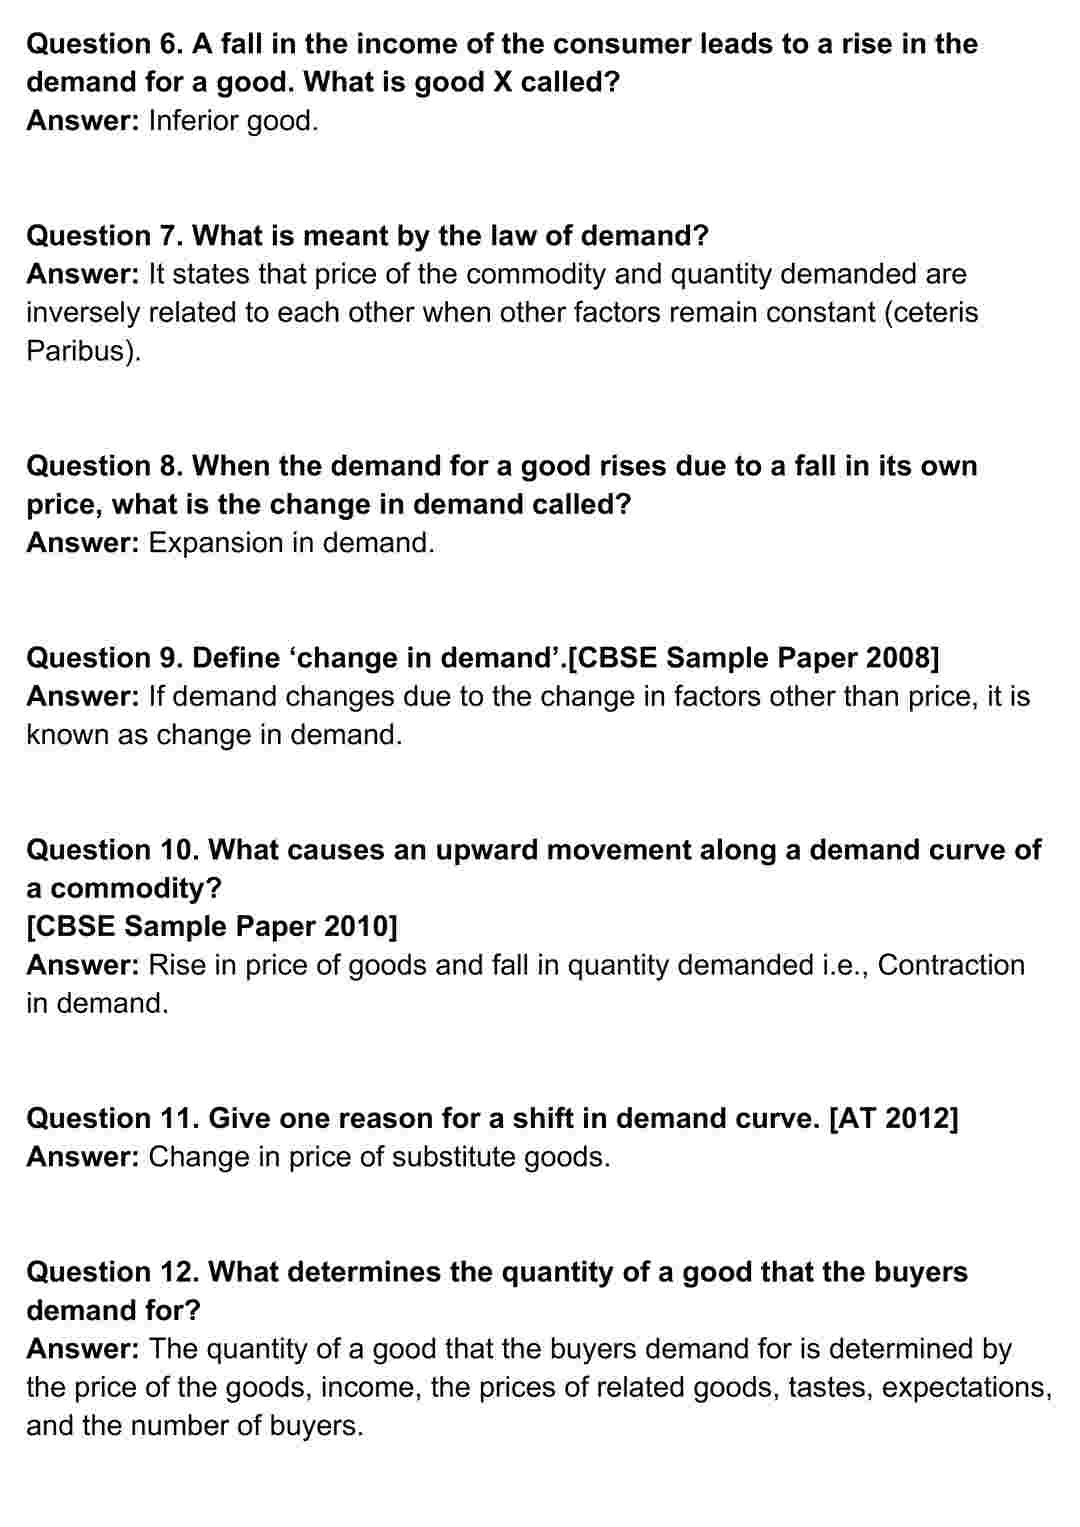 Question 6. A fall in the income of the consumer leads to a rise in the
demand for a good. What is good X called?
Answer: Inferior good.
Question 7. What is meant by the law of demand?
Answer: It states that price of the commodity and quantity demanded are
inversely related to each other when other factors remain constant (ceteris
Paribus).
Question 8. When the demand for a good rises due to a fall in its own
price, what is the change in demand called?
Answer: Expansion in demand.
Question 9. Define ‘change in demand’.[CBSE Sample Paper 2008]
Answer: If demand changes due to the change in factors other than price, it is
known as change in demand.
Question 10. What causes an upward movement along a demand curve of
a commodity?
[CBSE Sample Paper 2010]
Answer: Rise in price of goods and fall in quantity demanded i.e., Contraction
in demand.
Question 11. Give one reason for a shift in demand curve. [AT 2012]
Answer: Change in price of substitute goods.
Question 12. What determines the quantity of a good that the buyers
demand for?
Answer: The quantity of a good that the buyers demand for is determined by
the price of the goods, income, the prices of related goods, tastes, expectations,
and the number of buyers.